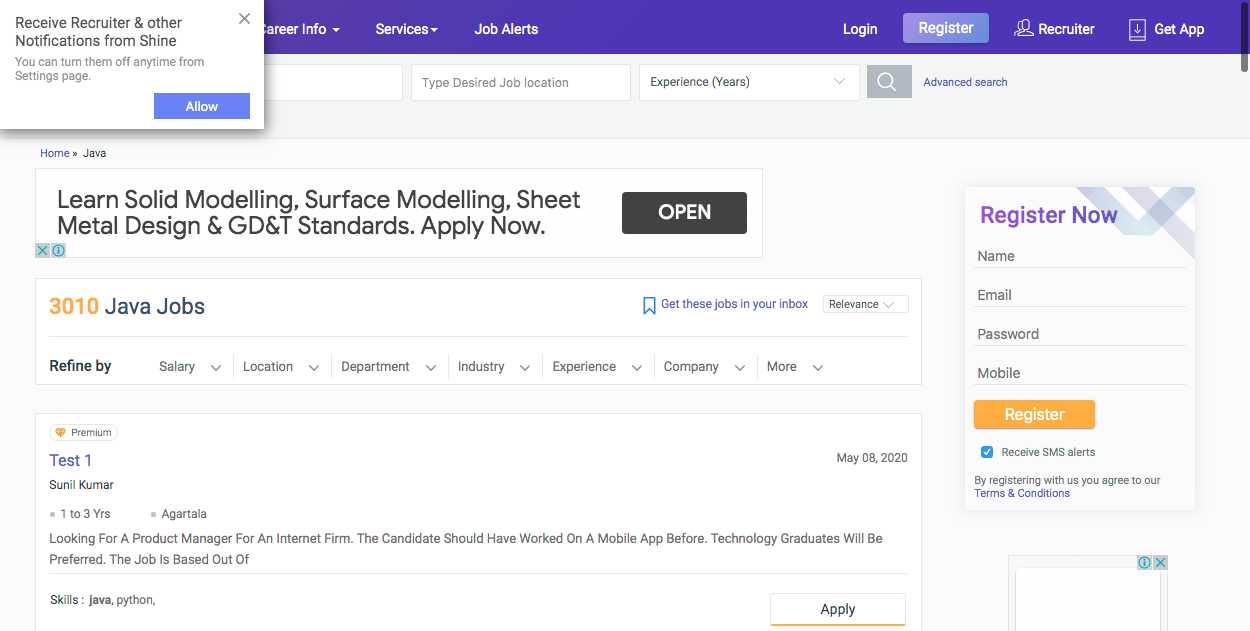 Receive Recruiter & other
Notifications from Shine
You can turn them off anytime from
Settings page.
Allow
Career Info
Services
Job Alerts
Login
Register
Recruiter
Get App
Type Desired Job location
Experience (Years)
Advanced search
Home » Java
Learn Solid Modelling, Surface Modelling, Sheet
Metal Design & GD&T Standards. Apply Now.
OPEN
3010 Java Jobs
Get these jobs in your inbox
Relevance
Refine by
Salary
Location
Department
Industry
Experience
Company
More
Premium
Test 1
May 08, 2020
Sunil Kumar
1 to 3 Yrs
Agartala
Looking For A Product Manager For An Internet Firm. The Candidate Should Have Worked On A Mobile App Before. Technology Graduates Will Be
Preferred. The Job Is Based Out Of
Skills : java, python,
Apply
Register Now
Name
Email
Password
Mobile
Register
Receive SMS alerts
By registering with us you agree to our
Terms & Conditions